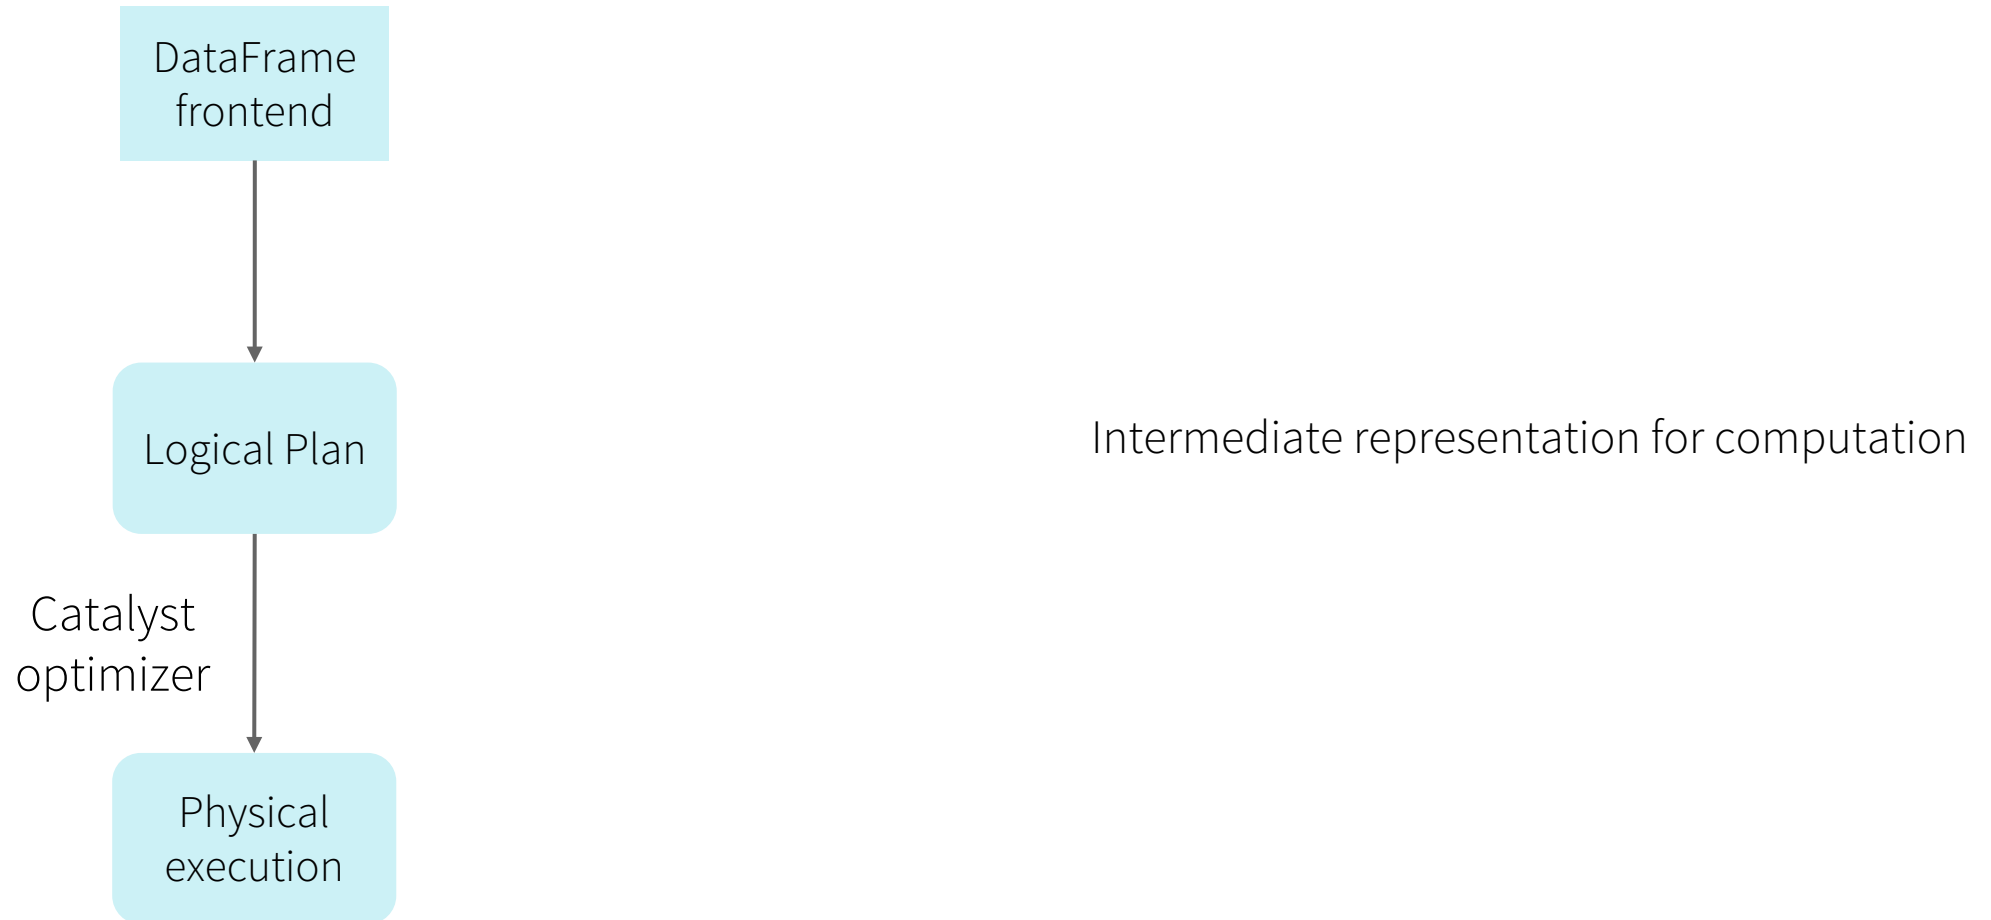 DataFrame
frontend
Logical Plan
Intermediate representation for computation
Catalyst
optimizer
Physical
execution